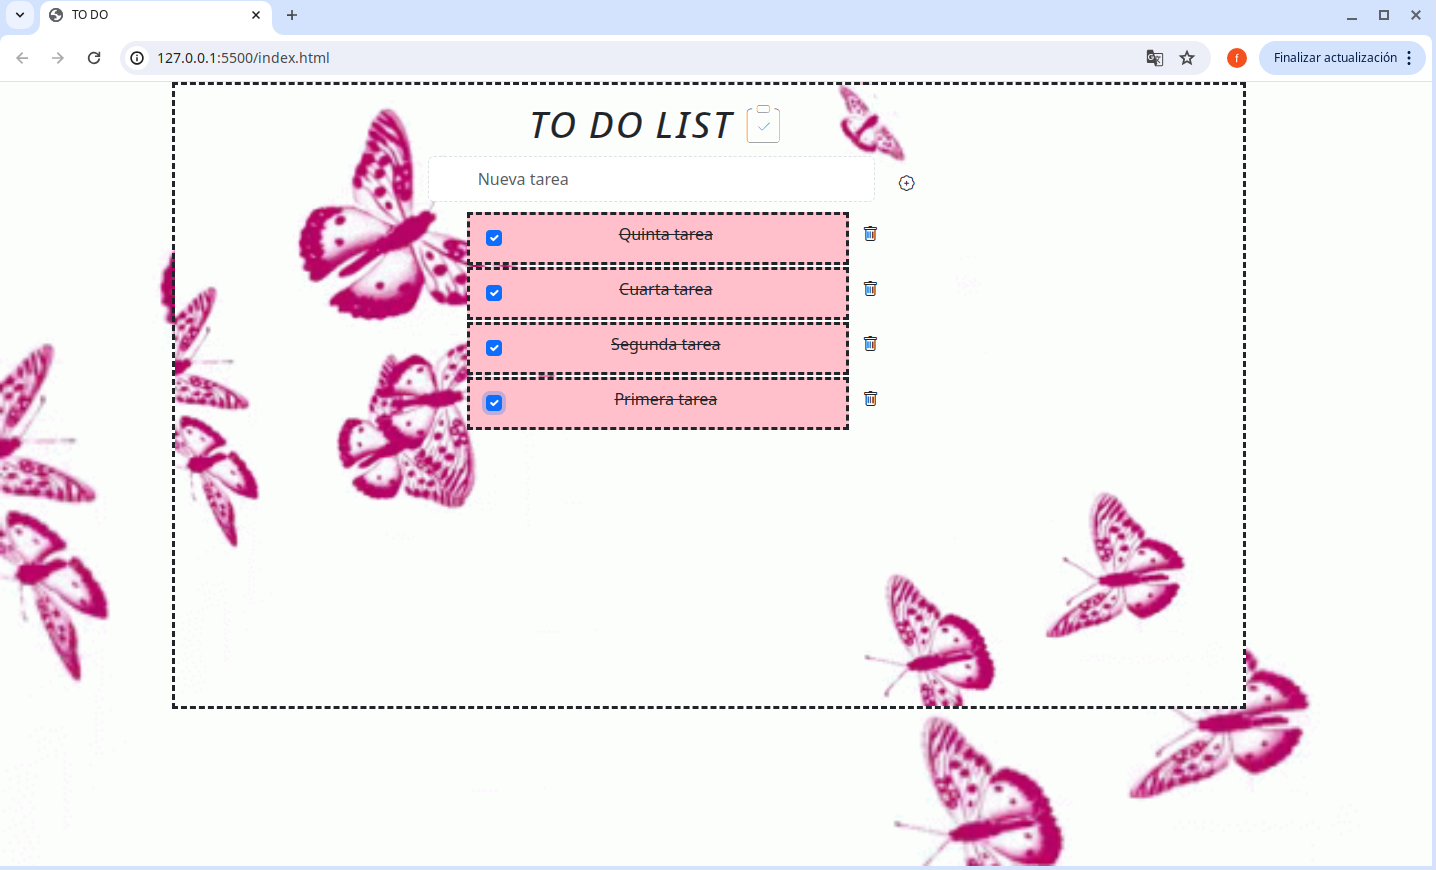 TO DO
127.0.0.1:5500/index.html
f
Finalizar actualización
TO DO LIST
Nueva tarea
Quinta tarea
Cuarta tarea
Segunda tarea
Primera tarea